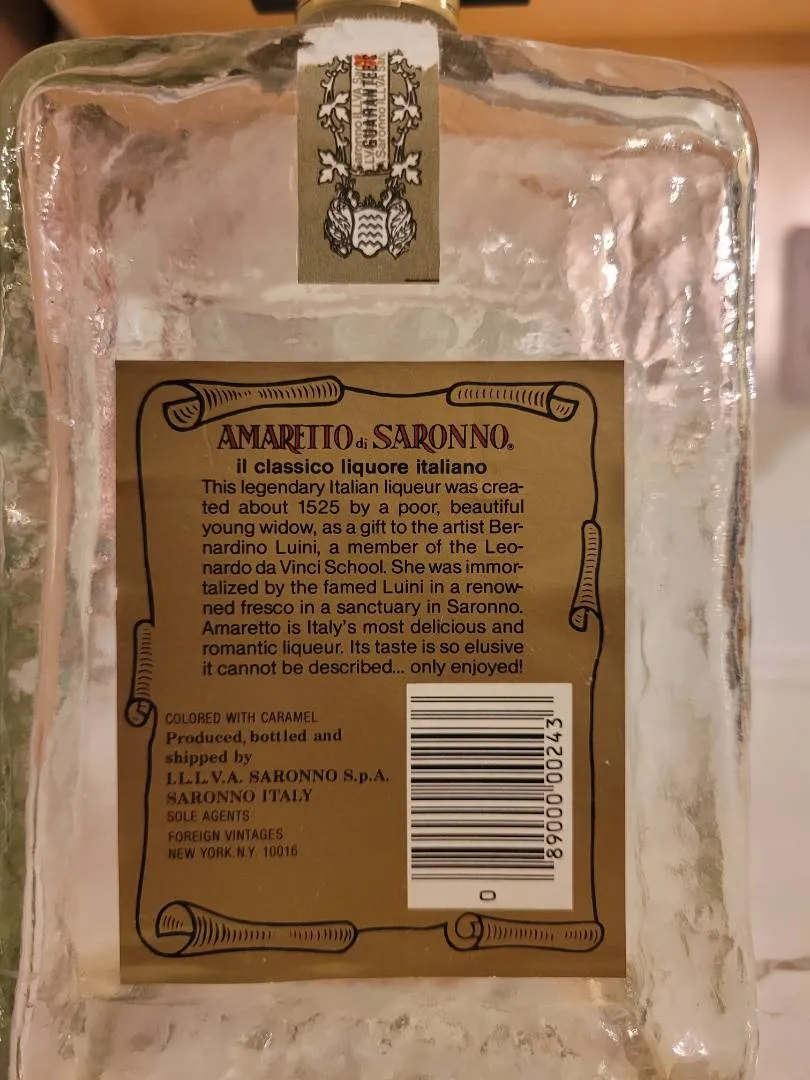 GUARANTEE
AMARETTO di SARONNO®
il classico liquore italiano
This legendary Italian liqueur was crea-
ted about 1525 by a poor, beautiful
young widow, as a gift to the artist Ber-
nardino Luini, a member of the Leo-
nardo da Vinci School. She was immor-
talized by the famed Luini in a renow-
ned fresco in a sanctuary in Saronno.
Amaretto is Italy's most delicious and
romantic liqueur. Its taste is so elusive
it cannot be described... only enjoyed!
COLORED WITH CARAMEL
Produced, bottled and
shipped by
I.L.L.V.A. SARONNO S.p.A.
SARONNO ITALY
SOLE AGENTS
FOREIGN VINTAGES
NEW YORK.N.Y. 10016
89000 00243
0